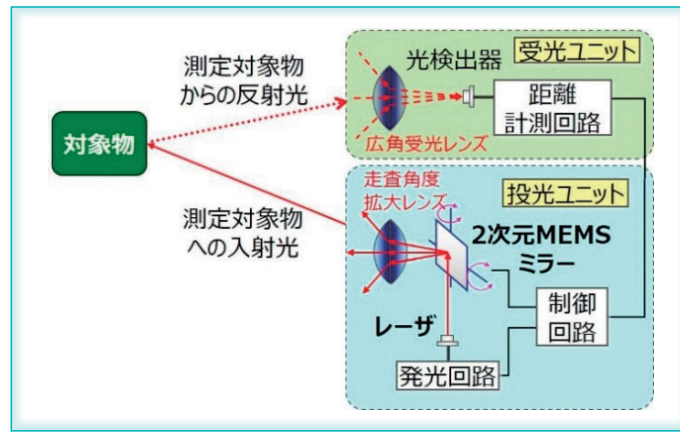 光検出器
受光ユニット
測定対象物
からの反射光
距離
計測回路
広角受光レンズ
対象物
走査角度
拡大レンズ
投光ユニット
測定対象物
への入射光
2次元MEMS
ミラー
レーザ
制御
回路
発光回路